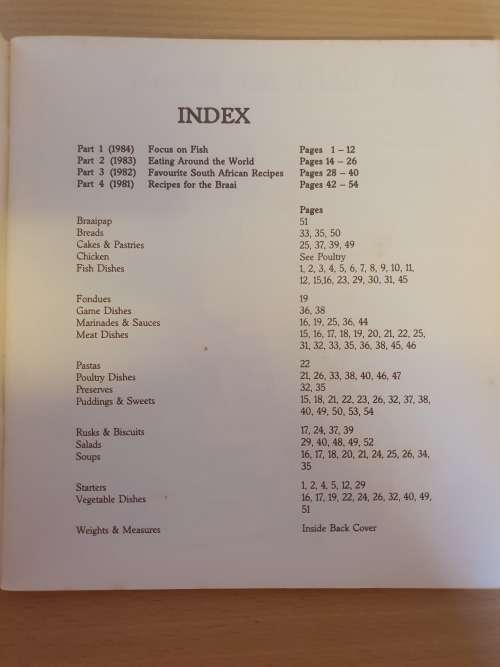 INDEX
Part 1 (1984) Focus on Fish Pages 1 – 12
Part 2 (1983) Eating Around the World Pages 14 – 26
Part 3 (1982) Favourite South African Recipes Pages 28 – 40
Part 4 (1981) Recipes for the Braai Pages 42 – 54
Pages
Braaipap 51
Breads 33, 35, 50
Cakes & Pastries 25, 37, 39, 49
Chicken See Poultry
Fish Dishes 1, 2, 3, 4, 5, 6, 7, 8, 9, 10, 11,
12, 15,16, 23, 29, 30, 31, 45
Fondues 19
Game Dishes 36, 38
Marinades & Sauces 16, 19, 25, 36, 44
Meat Dishes 15, 16, 17, 18, 19, 20, 21, 22, 25,
31, 32, 33, 35, 36, 38, 45, 46
Pastas 22
Poultry Dishes 21, 26, 33, 38, 40, 46, 47
Preserves 32, 35
Puddings & Sweets 15, 18, 21, 22, 23, 26, 32, 37, 38,
40, 49, 50, 53, 54
Rusks & Biscuits 17, 24, 37, 39
Salads 29, 40, 48, 49, 52
Soups 16, 17, 18, 20, 21, 24, 25, 26, 34,
35
Starters 1, 2, 4, 5, 12, 29
Vegetable Dishes 16, 17, 19, 22, 24, 26, 32, 40, 49,
51
Weights & Measures Inside Back Cover